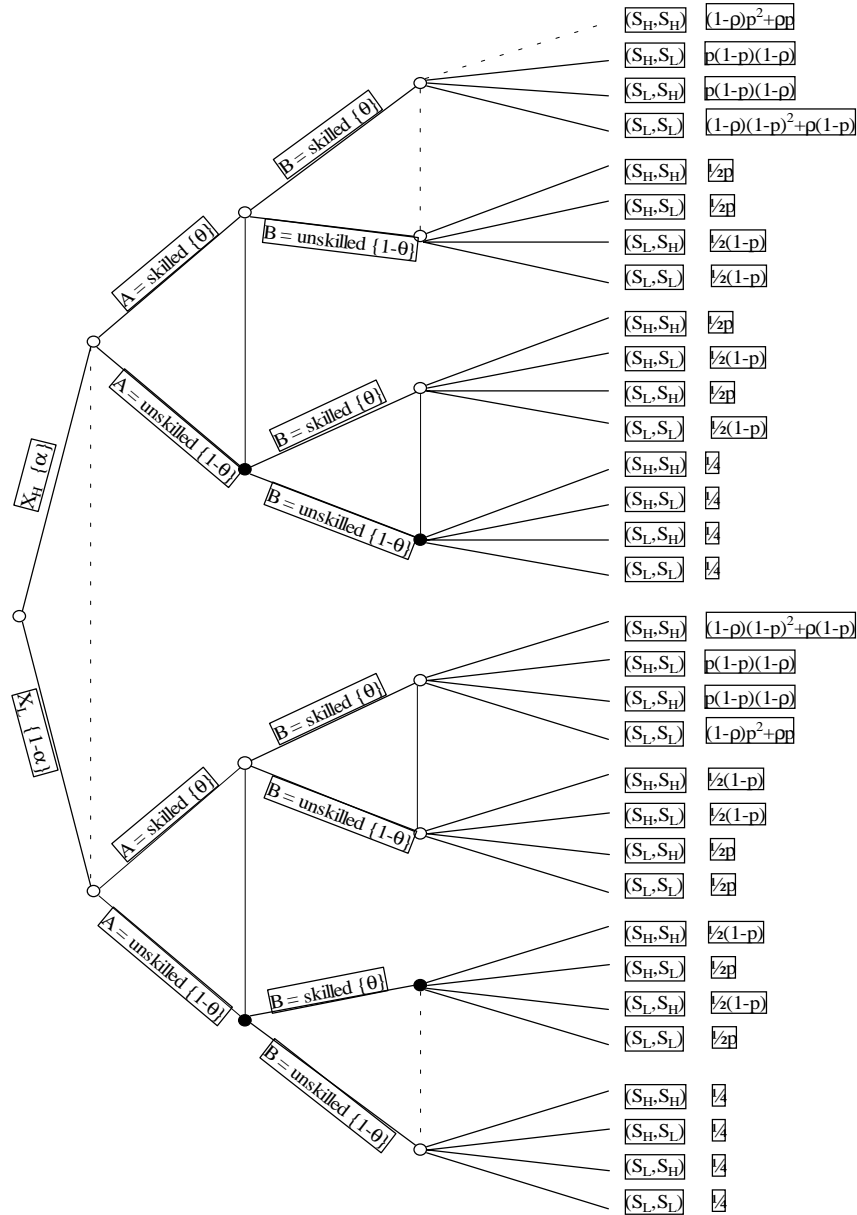 (S_H,S_H) (1-ρ)p²+ρp
(S_H,S_L) p(1-p)(1-ρ)
(S_L,S_H) p(1-p)(1-ρ)
(S_L,S_L) (1-ρ)(1-p)²+ρ(1-p)
B = skilled {θ}
(S_H,S_H) ½p
(S_H,S_L) ½p
(S_L,S_H) ½(1-p)
(S_L,S_L) ½(1-p)
B = unskilled {1-θ}
A = skilled {θ}
(S_H,S_H) ½p
(S_H,S_L) ½(1-p)
(S_L,S_H) ½p
(S_L,S_L) ½(1-p)
B = skilled {θ}
A = unskilled {1-θ}
(S_H,S_H) ¼
(S_H,S_L) ¼
(S_L,S_H) ¼
(S_L,S_L) ¼
B = unskilled {1-θ}
X_H {α}
(S_H,S_H) (1-ρ)(1-p)²+ρ(1-p)
(S_H,S_L) p(1-p)(1-ρ)
(S_L,S_H) p(1-p)(1-ρ)
(S_L,S_L) (1-ρ)p²+ρp
B = skilled {θ}
X_L {1-α}
(S_H,S_H) ½(1-p)
(S_H,S_L) ½(1-p)
(S_L,S_H) ½p
(S_L,S_L) ½p
B = unskilled {1-θ}
A = skilled {θ}
(S_H,S_H) ½(1-p)
(S_H,S_L) ½p
(S_L,S_H) ½(1-p)
(S_L,S_L) ½p
B = skilled {θ}
A = unskilled {1-θ}
(S_H,S_H) ¼
(S_H,S_L) ¼
(S_L,S_H) ¼
(S_L,S_L) ¼
B = unskilled {1-θ}